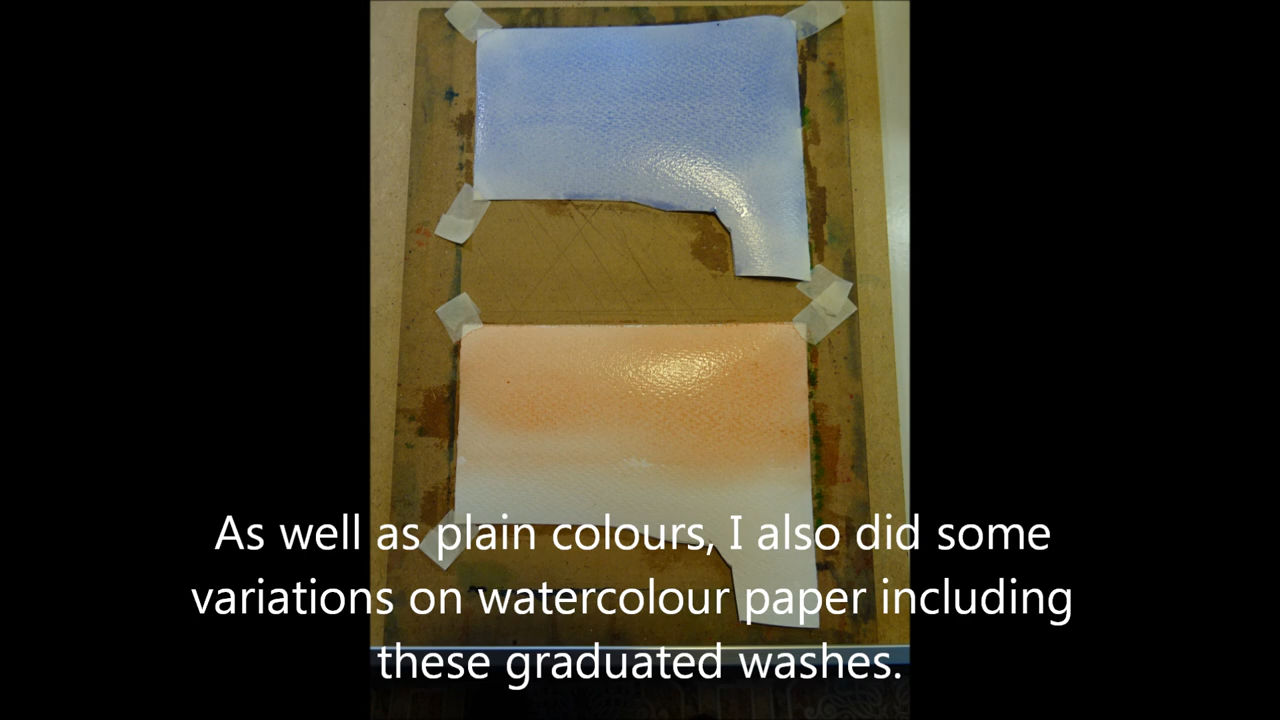 As well as plain colours, I also did some
variations on watercolour paper including
these graduated washes.